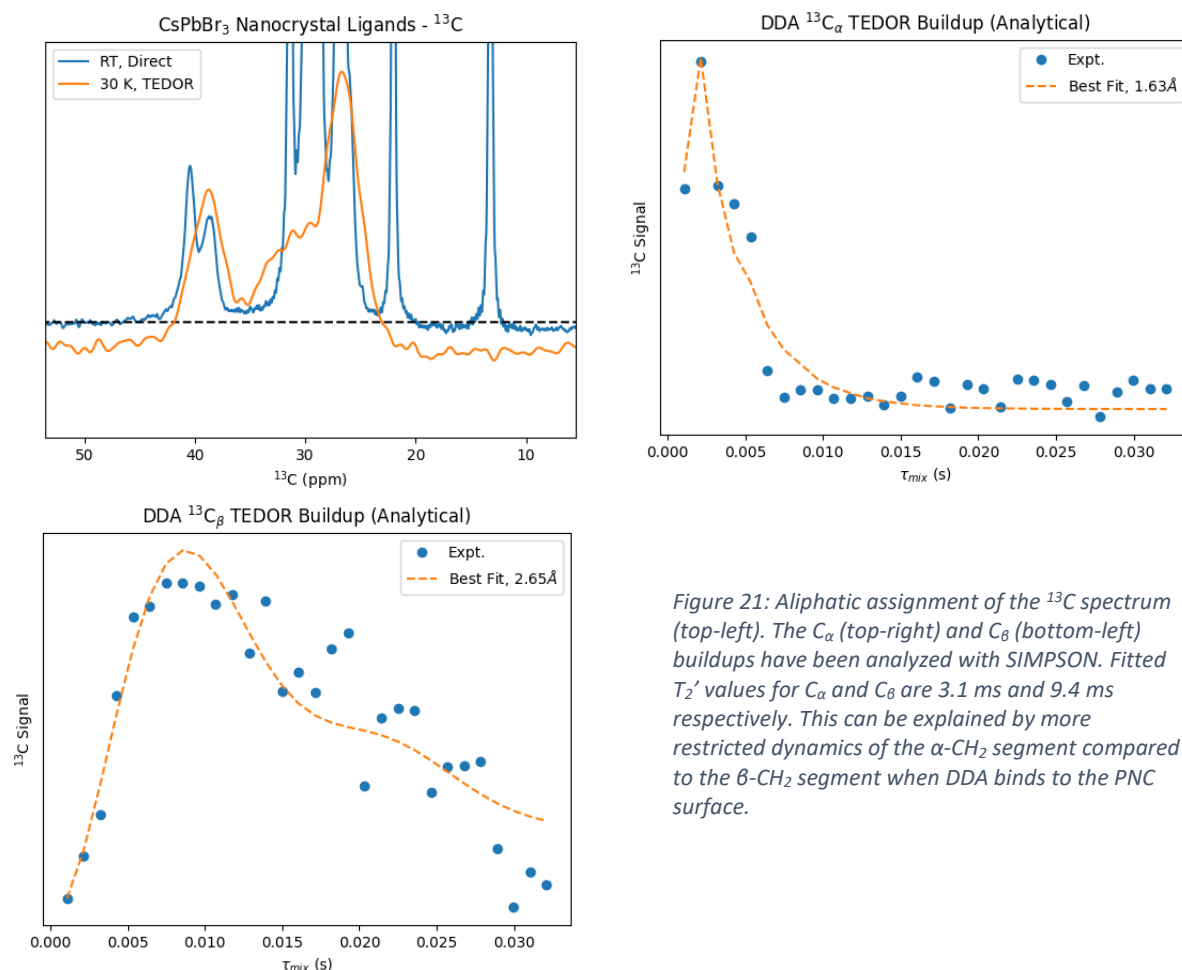 CsPbBr₃ Nanocrystal Ligands - ¹³C
RT, Direct
30 K, TEDOR
50 40 30 20 10
¹³C (ppm)
DDA ¹³Cα TEDOR Buildup (Analytical)
Expt.
Best Fit, 1.63Å
¹³C Signal
0.000 0.005 0.010 0.015 0.020 0.025 0.030
τmix (s)
DDA ¹³Cβ TEDOR Buildup (Analytical)
Expt.
Best Fit, 2.65Å
¹³C Signal
0.000 0.005 0.010 0.015 0.020 0.025 0.030
τmix (s)
Figure 21: Aliphatic assignment of the ¹³C spectrum
(top-left). The Cα (top-right) and Cβ (bottom-left)
buildups have been analyzed with SIMPSON. Fitted
T₂’ values for Cα and Cβ are 3.1 ms and 9.4 ms
respectively. This can be explained by more
restricted dynamics of the α-CH₂ segment compared
to the β-CH₂ segment when DDA binds to the PNC
surface.